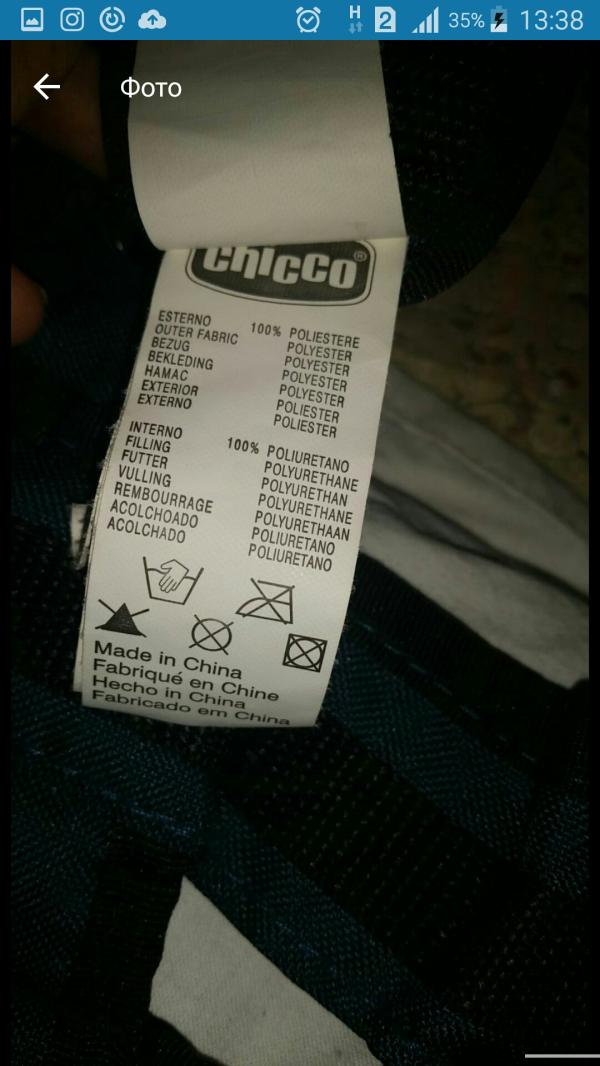 35% 13:38
Фото
chicco®
ESTERNO 100% POLIESTERE
OUTER FABRIC POLYESTER
BEZUG POLYESTER
BEKLEDING POLYESTER
HAMAC POLYESTER
EXTERIOR POLIESTER
EXTERNO POLIESTER
INTERNO 100% POLIURETANO
FILLING POLYURETHANE
FUTTER POLYURETHAN
VULLING POLYURETHANE
REMBOURRAGE POLYURETHAAN
ACOLCHOADO POLIURETANO
ACOLCHADO POLIURETANO
Made in China
Fabriqué en Chine
Hecho in China
Fabricado em China